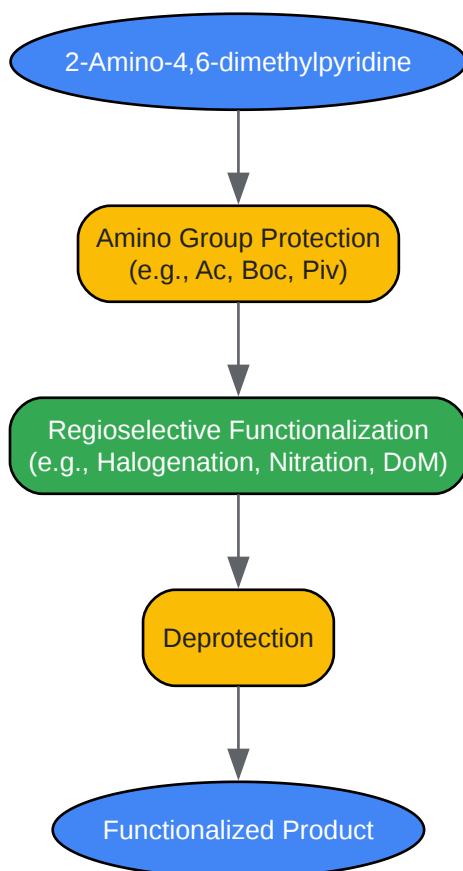 2-Amino-4,6-dimethylpyridine
Amino Group Protection
(e.g., Ac, Boc, Piv)
Regioselective Functionalization
(e.g., Halogenation, Nitration, DoM)
Deprotection
Functionalized Product